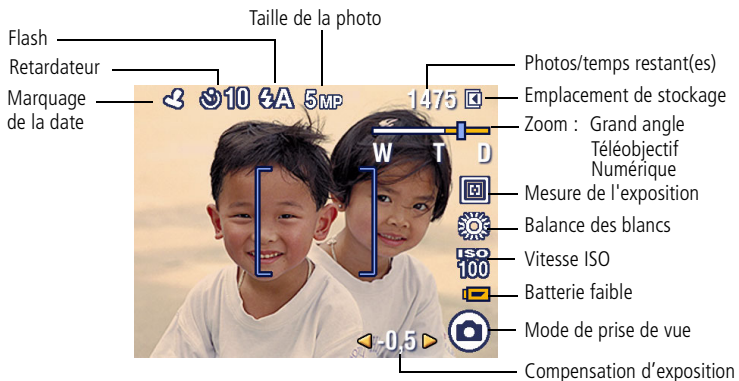 Taille de la photo
Flash
Retardateur
Marquage
de la date
10 A 5MP 1475
W T D
ISO
100
-0,5
Photos/temps restant(es)
Emplacement de stockage
Zoom : Grand angle
Téléobjectif
Numérique
Mesure de l'exposition
Balance des blancs
Vitesse ISO
Batterie faible
Mode de prise de vue
Compensation d’exposition